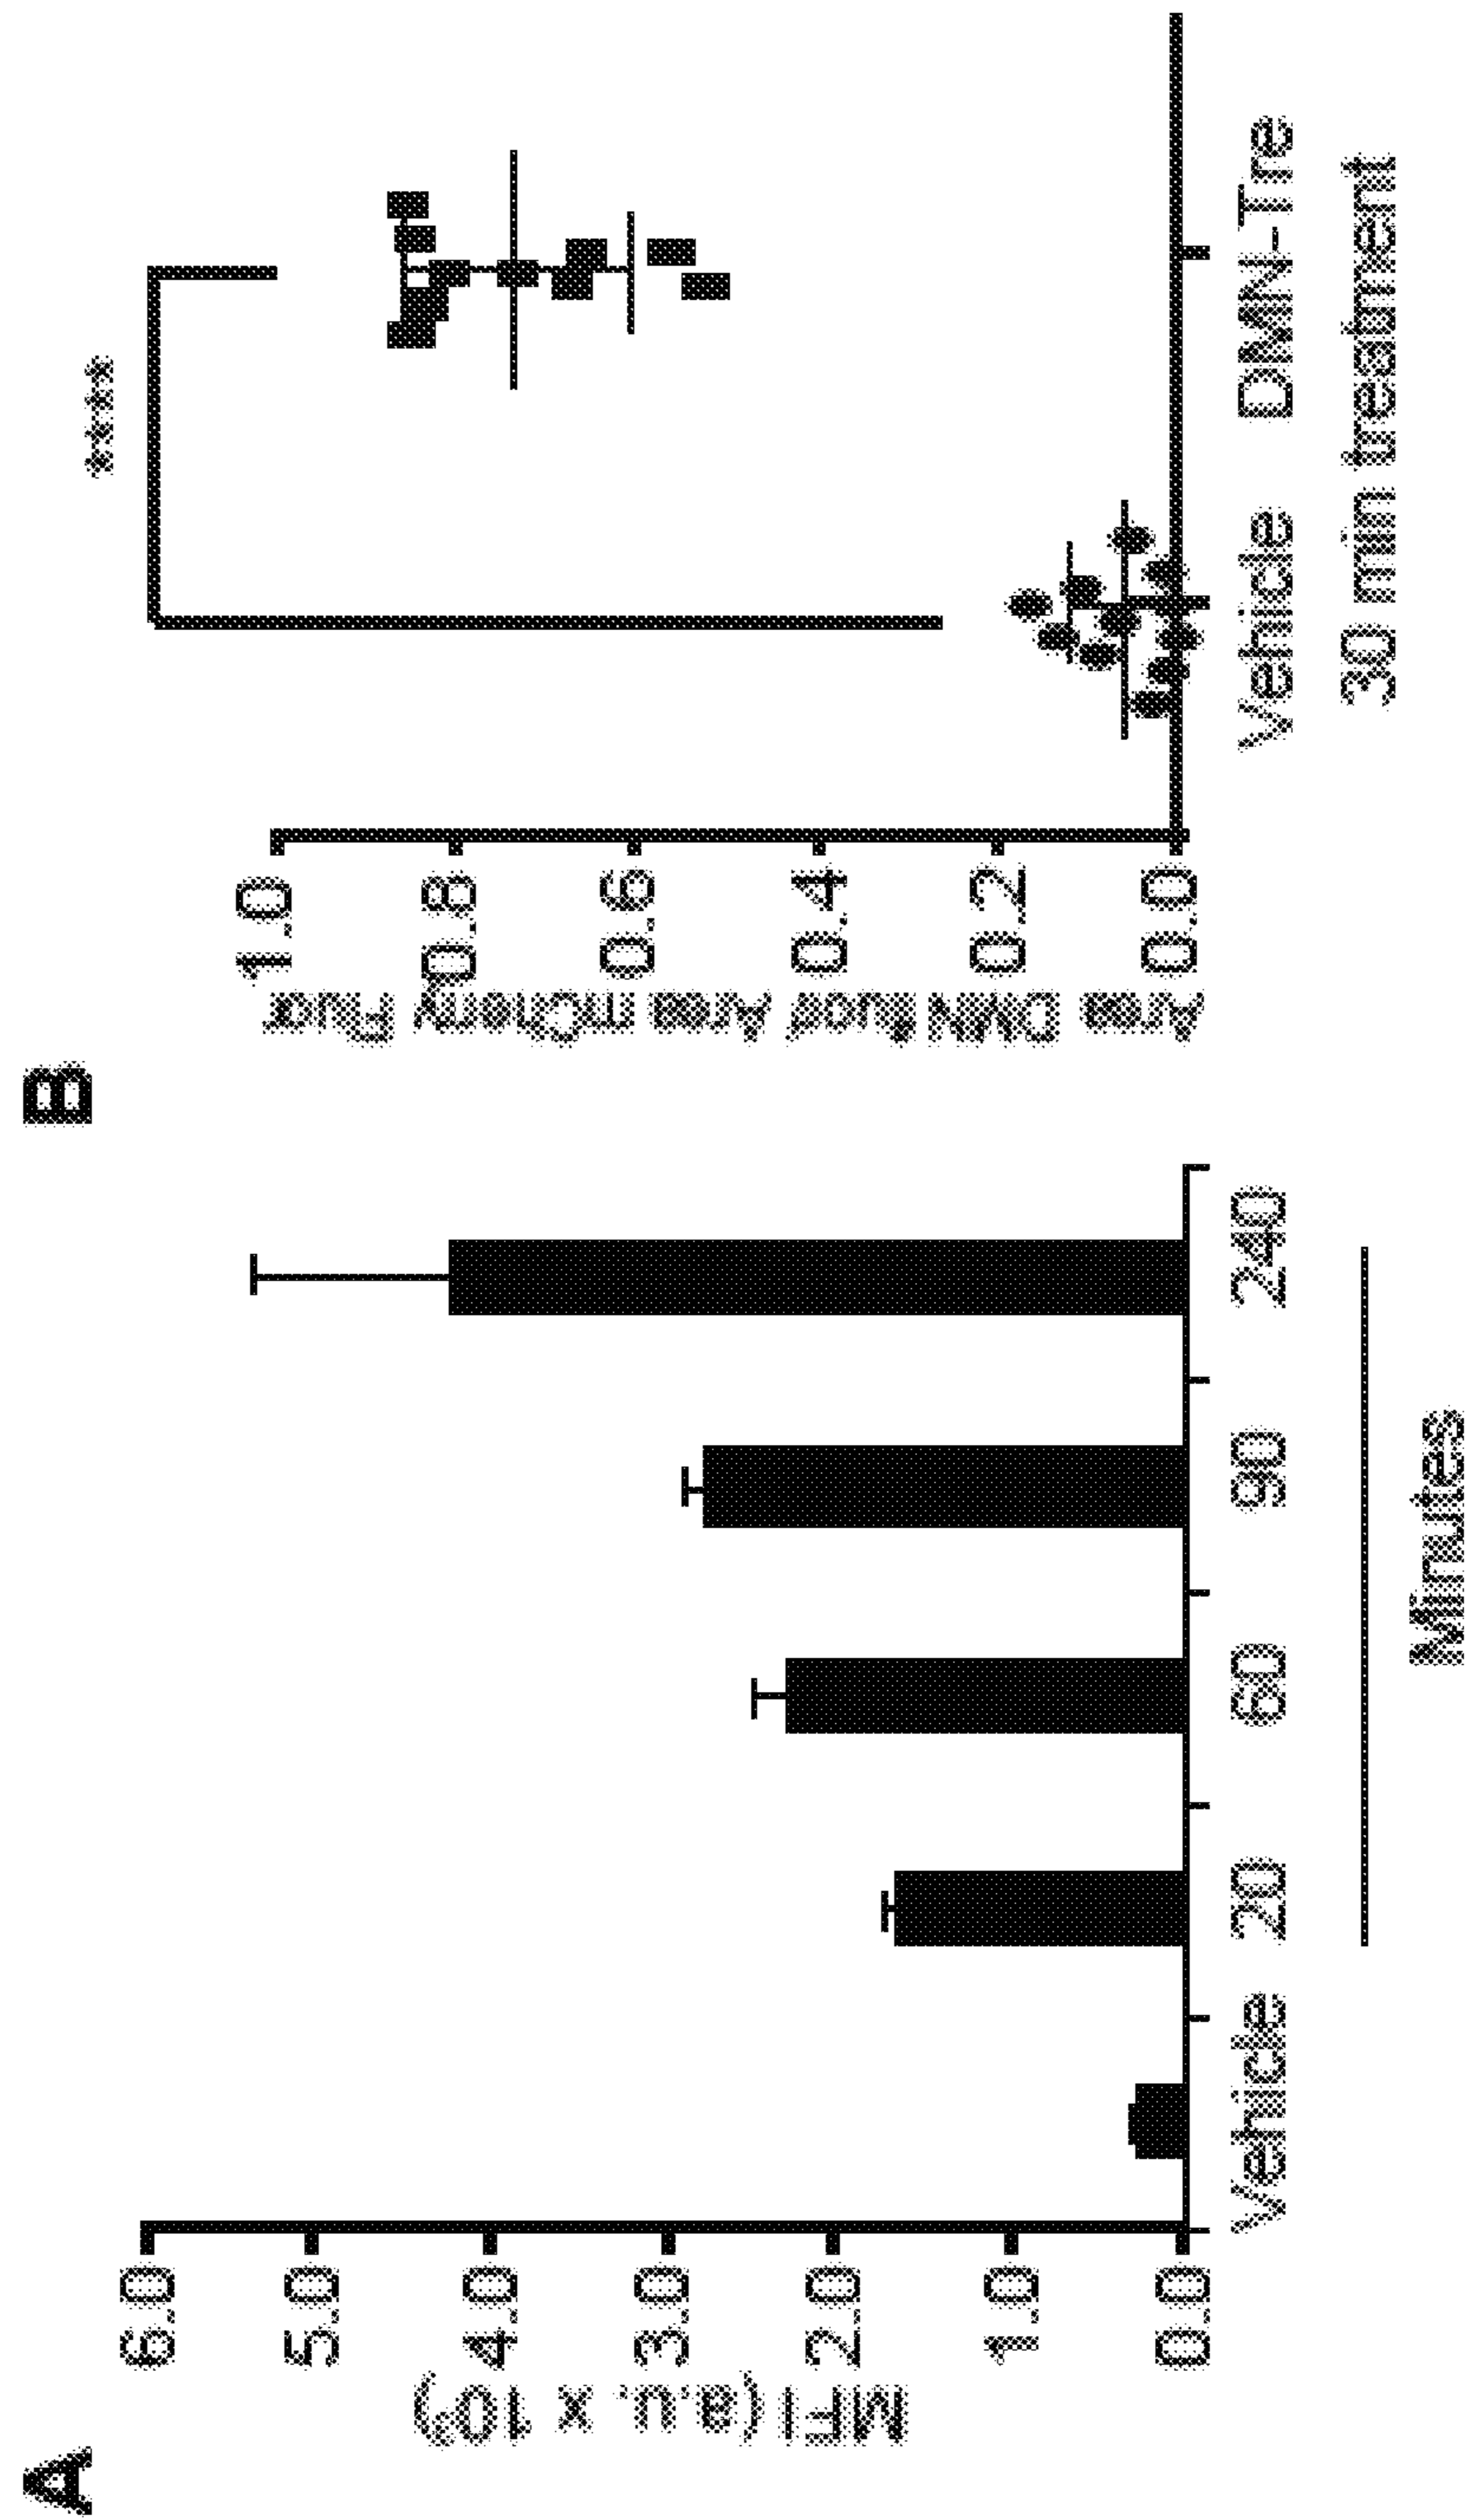 A
MFI (a.u. x 10³)
6.0
5.0
4.0
3.0
2.0
1.0
0.0
Vehicle 20 60 90 240
Minutes
B
Area DMN fluor/ Area mCherry Fluor
1.0
0.8
0.6
0.4
0.2
0.0
****
Vehicle DMN-Tre
30 min treatment